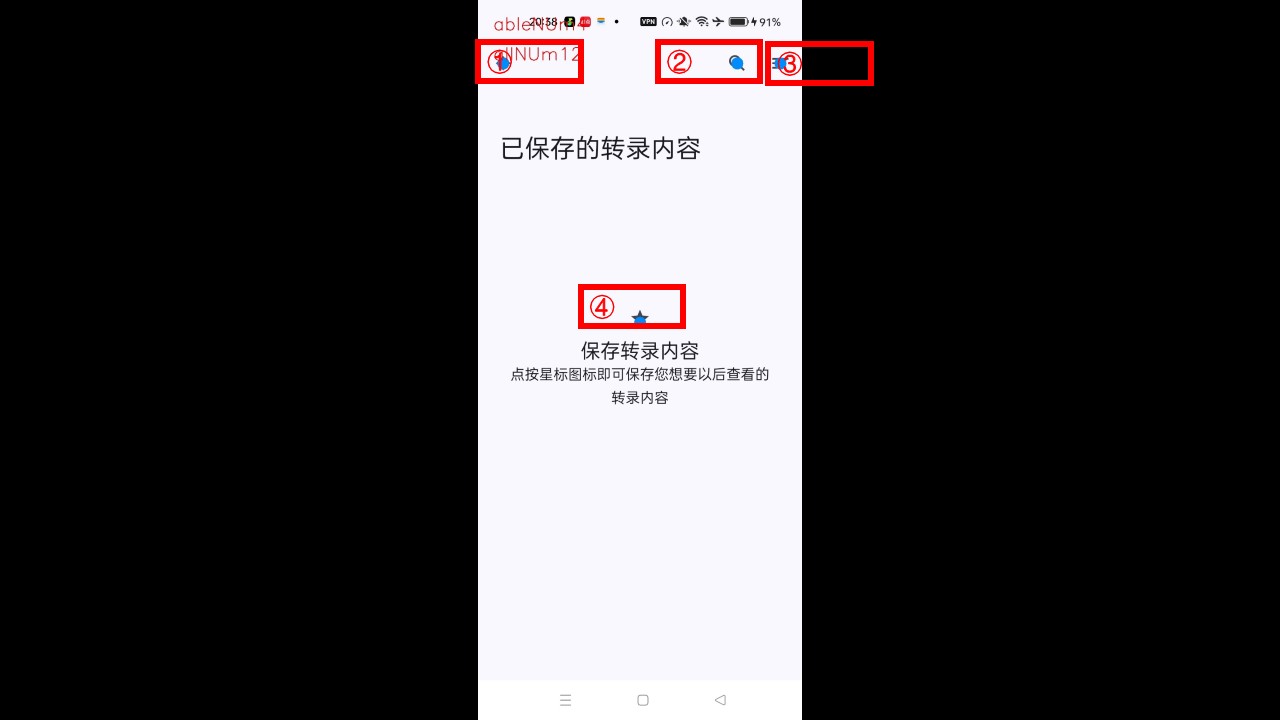 ableNUm4
20:38 VPN 91%
allNUm12
① ② ③
已保存的转录内容
④
保存转录内容
点按星标图标即可保存您想要以后查看的
转录内容